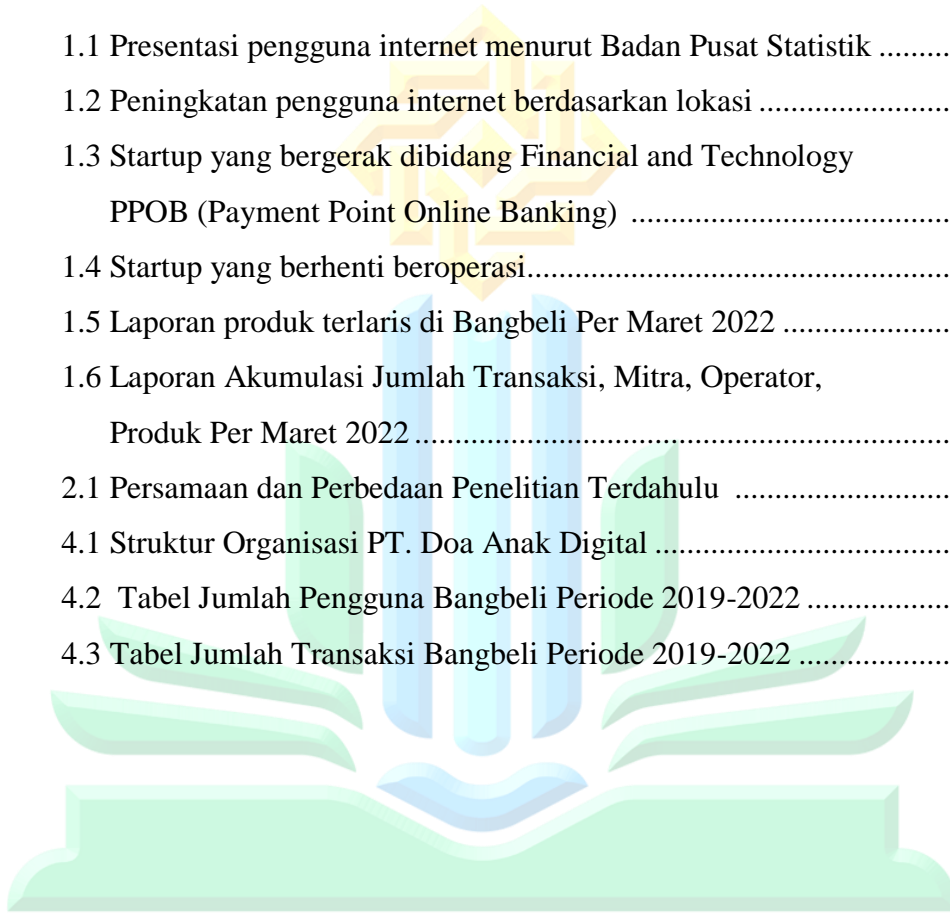 1.1 Presentasi pengguna internet menurut Badan Pusat Statistik .........
1.2 Peningkatan pengguna internet berdasarkan lokasi ......................
1.3 Startup yang bergerak dibidang Financial and Technology
PPOB (Payment Point Online Banking) .....................................
1.4 Startup yang berhenti beroperasi..................................................
1.5 Laporan produk terlaris di Bangbeli Per Maret 2022 ....................
1.6 Laporan Akumulasi Jumlah Transaksi, Mitra, Operator,
Produk Per Maret 2022 ...............................................................
2.1 Persamaan dan Perbedaan Penelitian Terdahulu .........................
4.1 Struktur Organisasi PT. Doa Anak Digital ...................................
4.2 Tabel Jumlah Pengguna Bangbeli Periode 2019-2022 .................
4.3 Tabel Jumlah Transaksi Bangbeli Periode 2019-2022 ..................